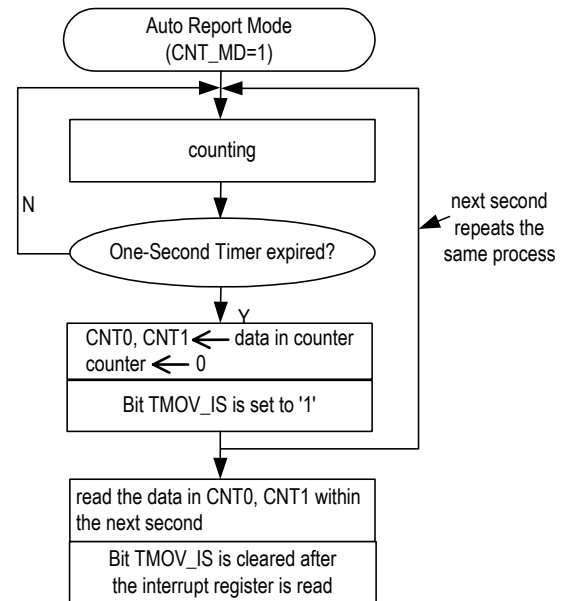 Auto Report Mode
(CNT_MD=1)
counting
N
next second
repeats the
same process
One-Second Timer expired?
Y
CNT0, CNT1 ← data in counter
counter ← 0
Bit TMOV_IS is set to '1'
read the data in CNT0, CNT1 within
the next second
Bit TMOV_IS is cleared after
the interrupt register is read